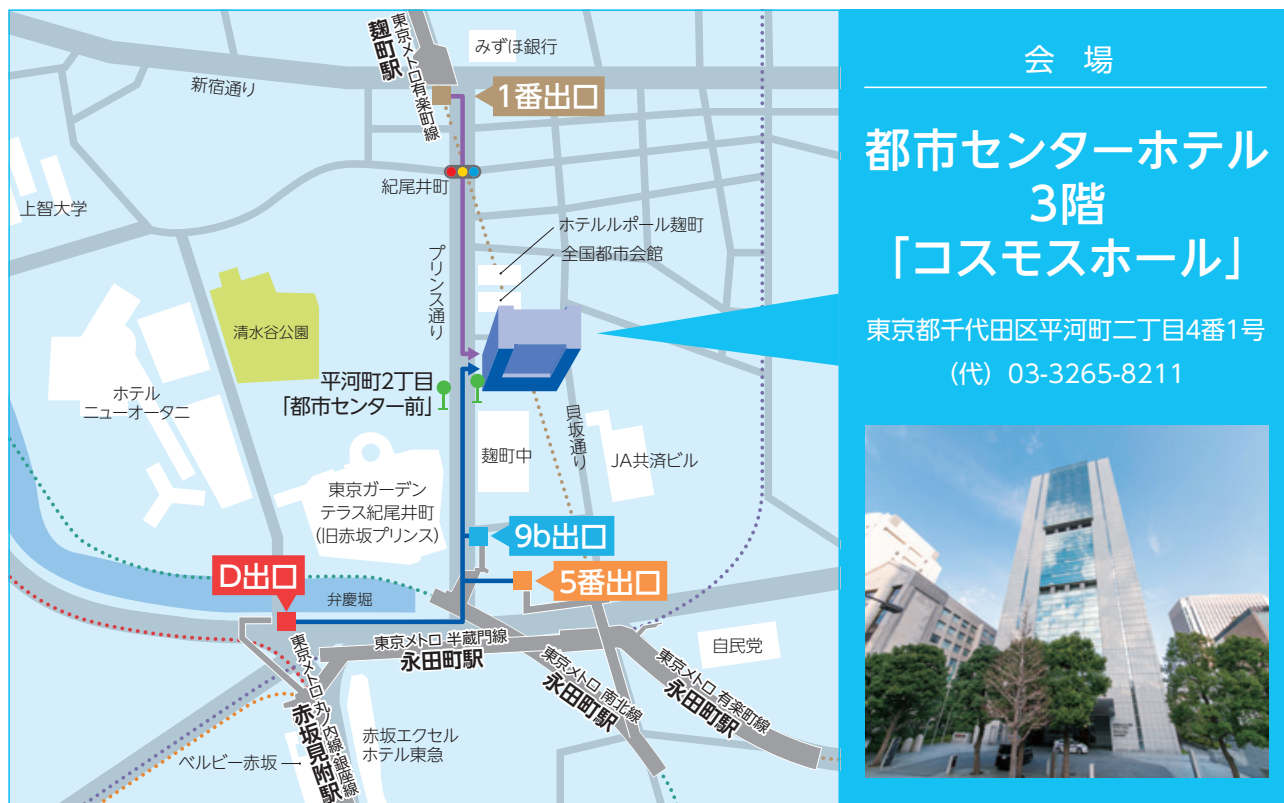 東京メトロ有楽町線
麹町駅
みずほ銀行
新宿通り
1番出口
紀尾井町
上智大学
ホテルルポール麹町
全国都市会館
プリンス通り
清水谷公園
平河町2丁目
「都市センター前」
ホテル
ニューオータニ
麹町中
貝坂通り
JA共済ビル
東京ガーデン
テラス紀尾井町
(旧赤坂プリンス)
9b出口
D出口
5番出口
弁慶堀
東京メトロ 半蔵門線
永田町駅
自民党
東京メトロ 南北線
永田町駅
東京メトロ 有楽町線
永田町駅
東京メトロ 丸ノ内線・銀座線
赤坂見附駅
赤坂エクセル
ホテル東急
ベルビー赤坂
会 場
都市センターホテル
3階
「コスモスホール」
東京都千代田区平河町二丁目4番1号
(代) 03-3265-8211